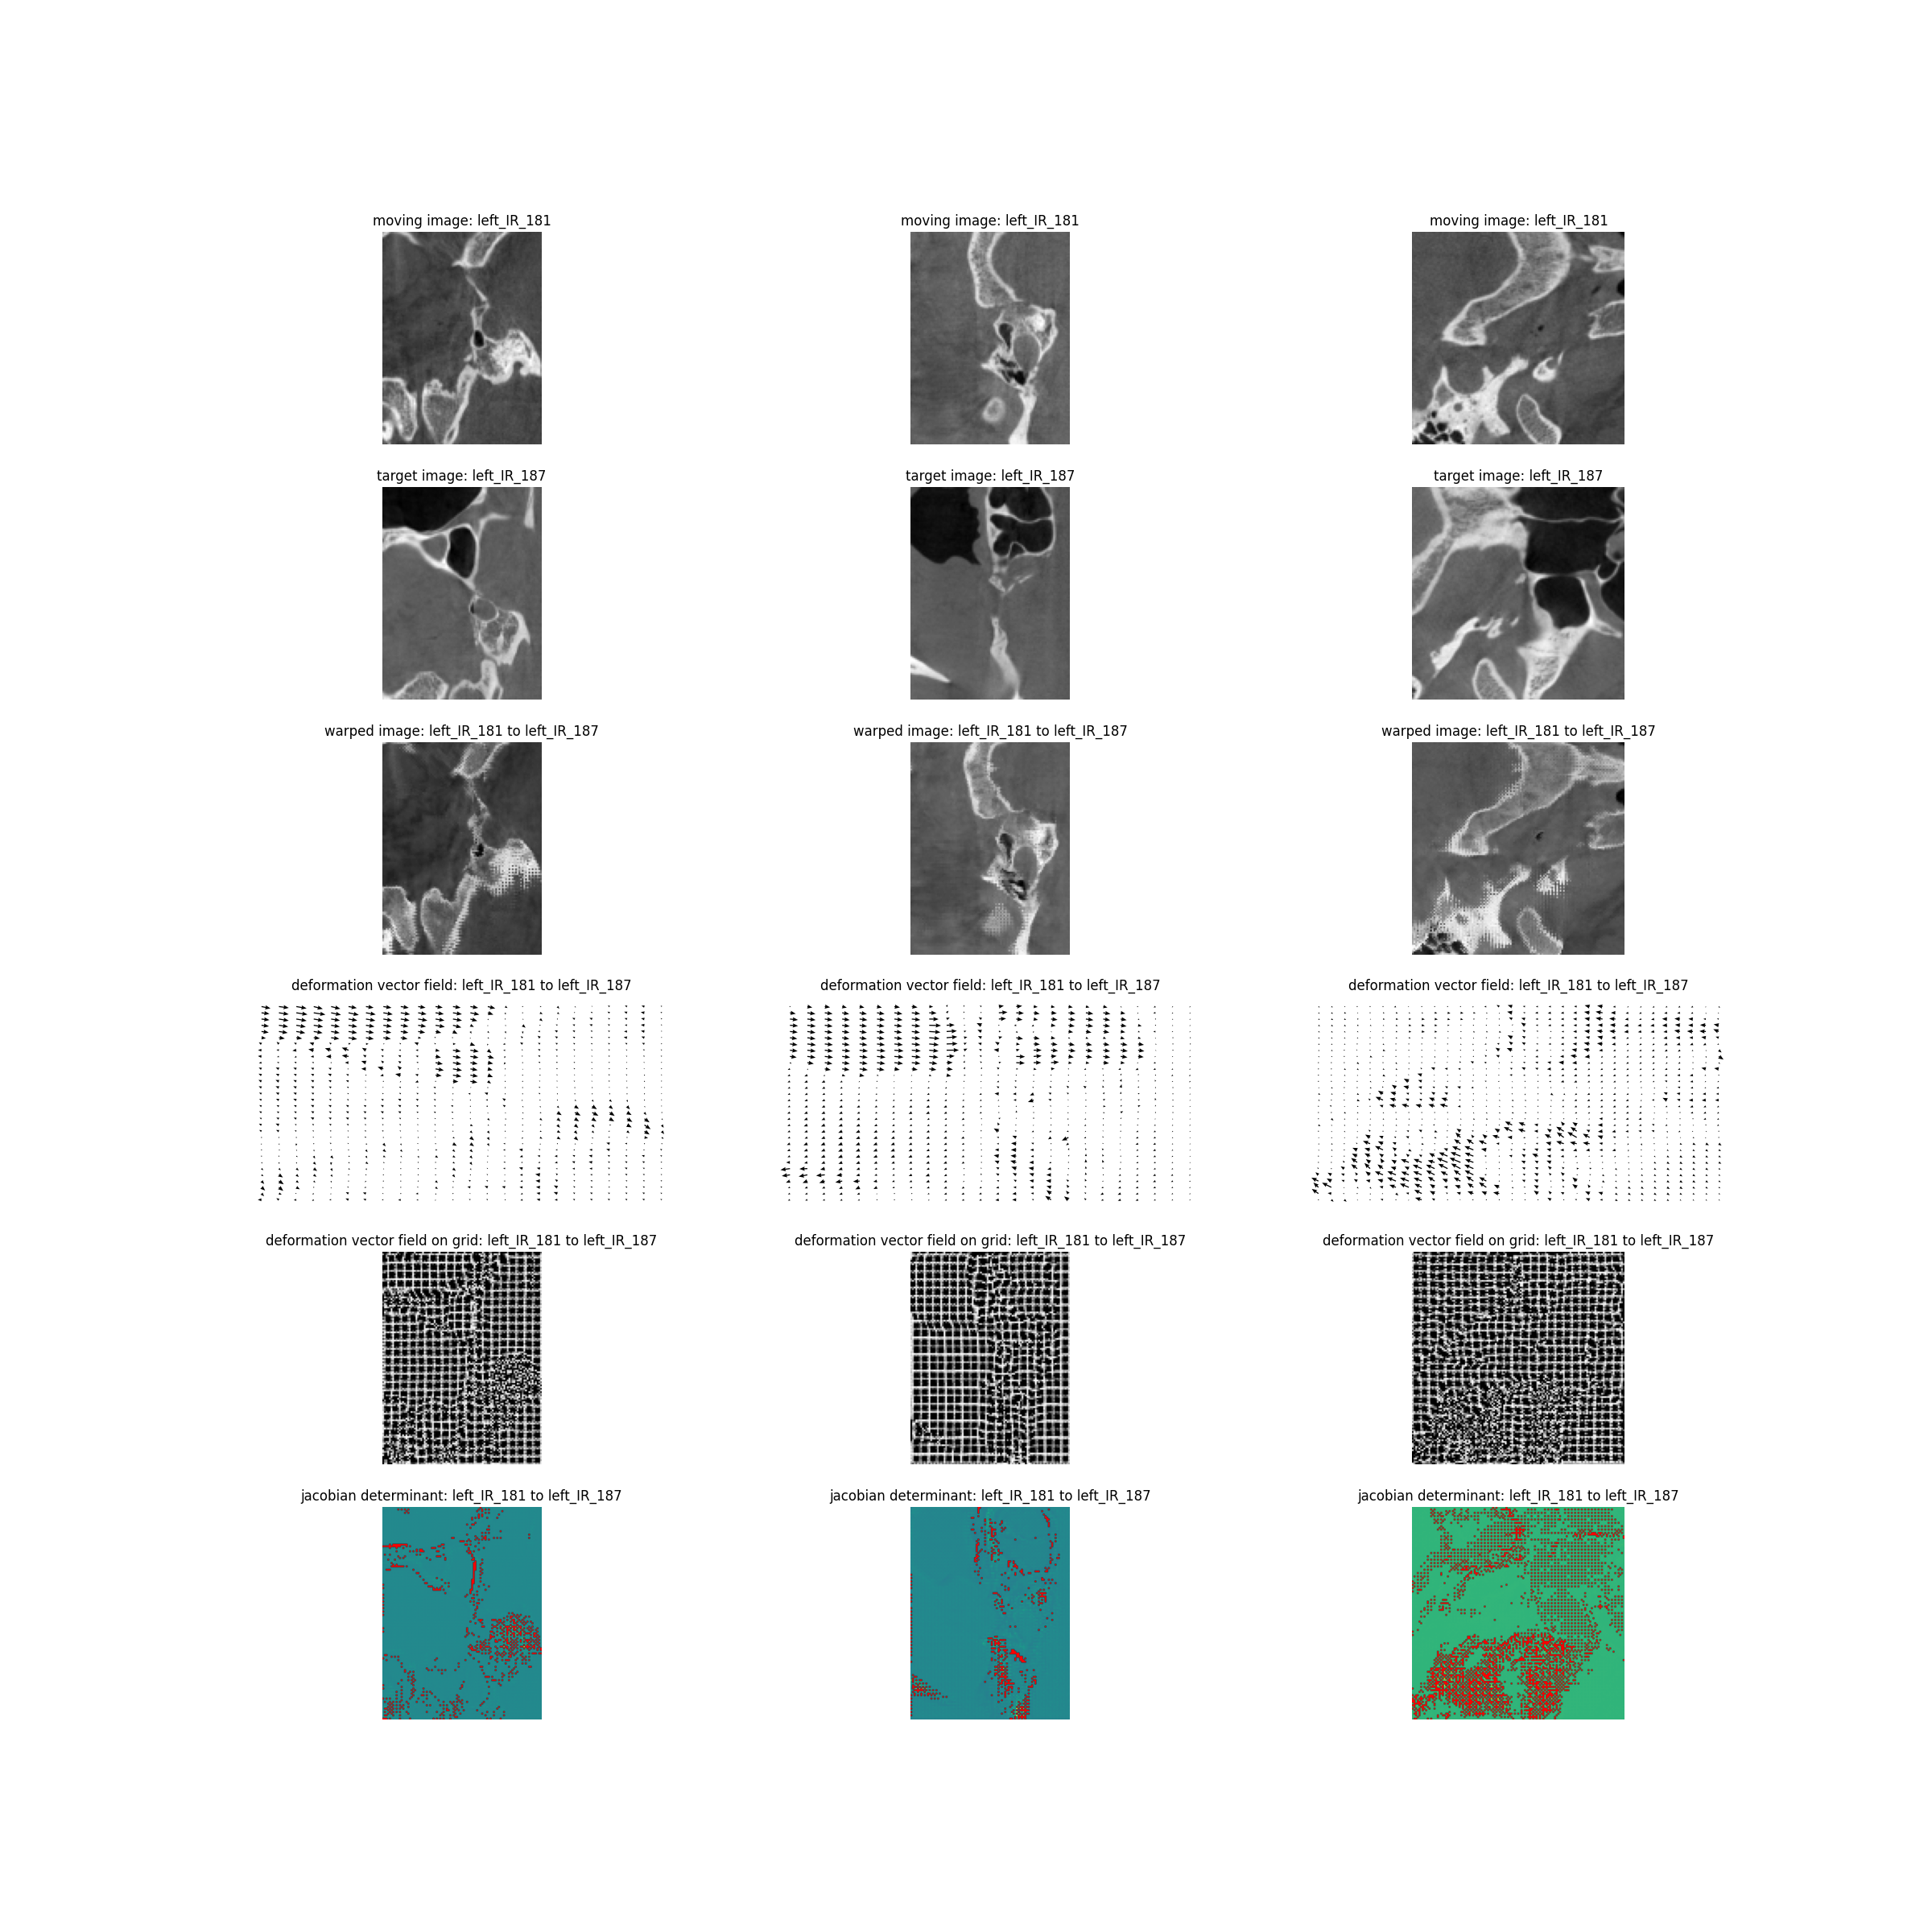 moving image: left_IR_181
moving image: left_IR_181
moving image: left_IR_181
target image: left_IR_187
target image: left_IR_187
target image: left_IR_187
warped image: left_IR_181 to left_IR_187
warped image: left_IR_181 to left_IR_187
warped image: left_IR_181 to left_IR_187
deformation vector field: left_IR_181 to left_IR_187
deformation vector field: left_IR_181 to left_IR_187
deformation vector field: left_IR_181 to left_IR_187
deformation vector field on grid: left_IR_181 to left_IR_187
deformation vector field on grid: left_IR_181 to left_IR_187
deformation vector field on grid: left_IR_181 to left_IR_187
jacobian determinant: left_IR_181 to left_IR_187
jacobian determinant: left_IR_181 to left_IR_187
jacobian determinant: left_IR_181 to left_IR_187